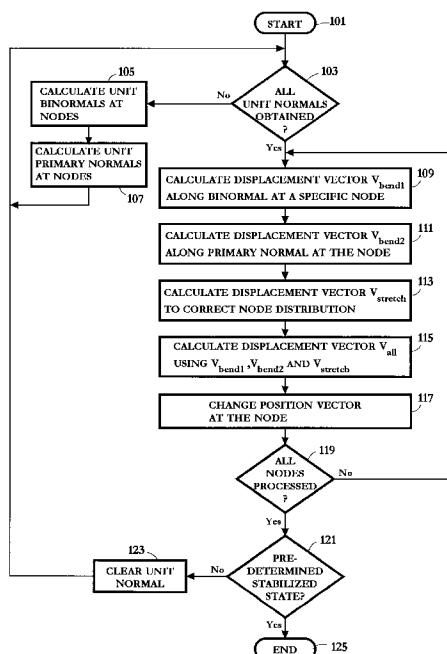 START
101
103
ALL
UNIT NORMALS
OBTAINED
?
No
Yes
105
CALCULATE UNIT
BINORMALS AT
NODES
CALCULATE UNIT
PRIMARY NORMALS
AT NODES
107
109
CALCULATE DISPLACEMENT VECTOR Vbend1
ALONG BINORMAL AT A SPECIFIC NODE
111
CALCULATE DISPLACEMENT VECTOR Vbend2
ALONG PRIMARY NORMAL AT THE NODE
113
CALCULATE DISPLACEMENT VECTOR Vstretch
TO CORRECT NODE DISTRIBUTION
115
CALCULATE DISPLACEMENT VECTOR Vall
USING Vbend1 ,Vbend2 AND Vstretch
117
CHANGE POSITION VECTOR
AT THE NODE
119
ALL
NODES
PROCESSED
?
No
Yes
121
PRE-
DETERMINED
STABILIZED
STATE?
No
Yes
123
CLEAR UNIT
NORMAL
END
125